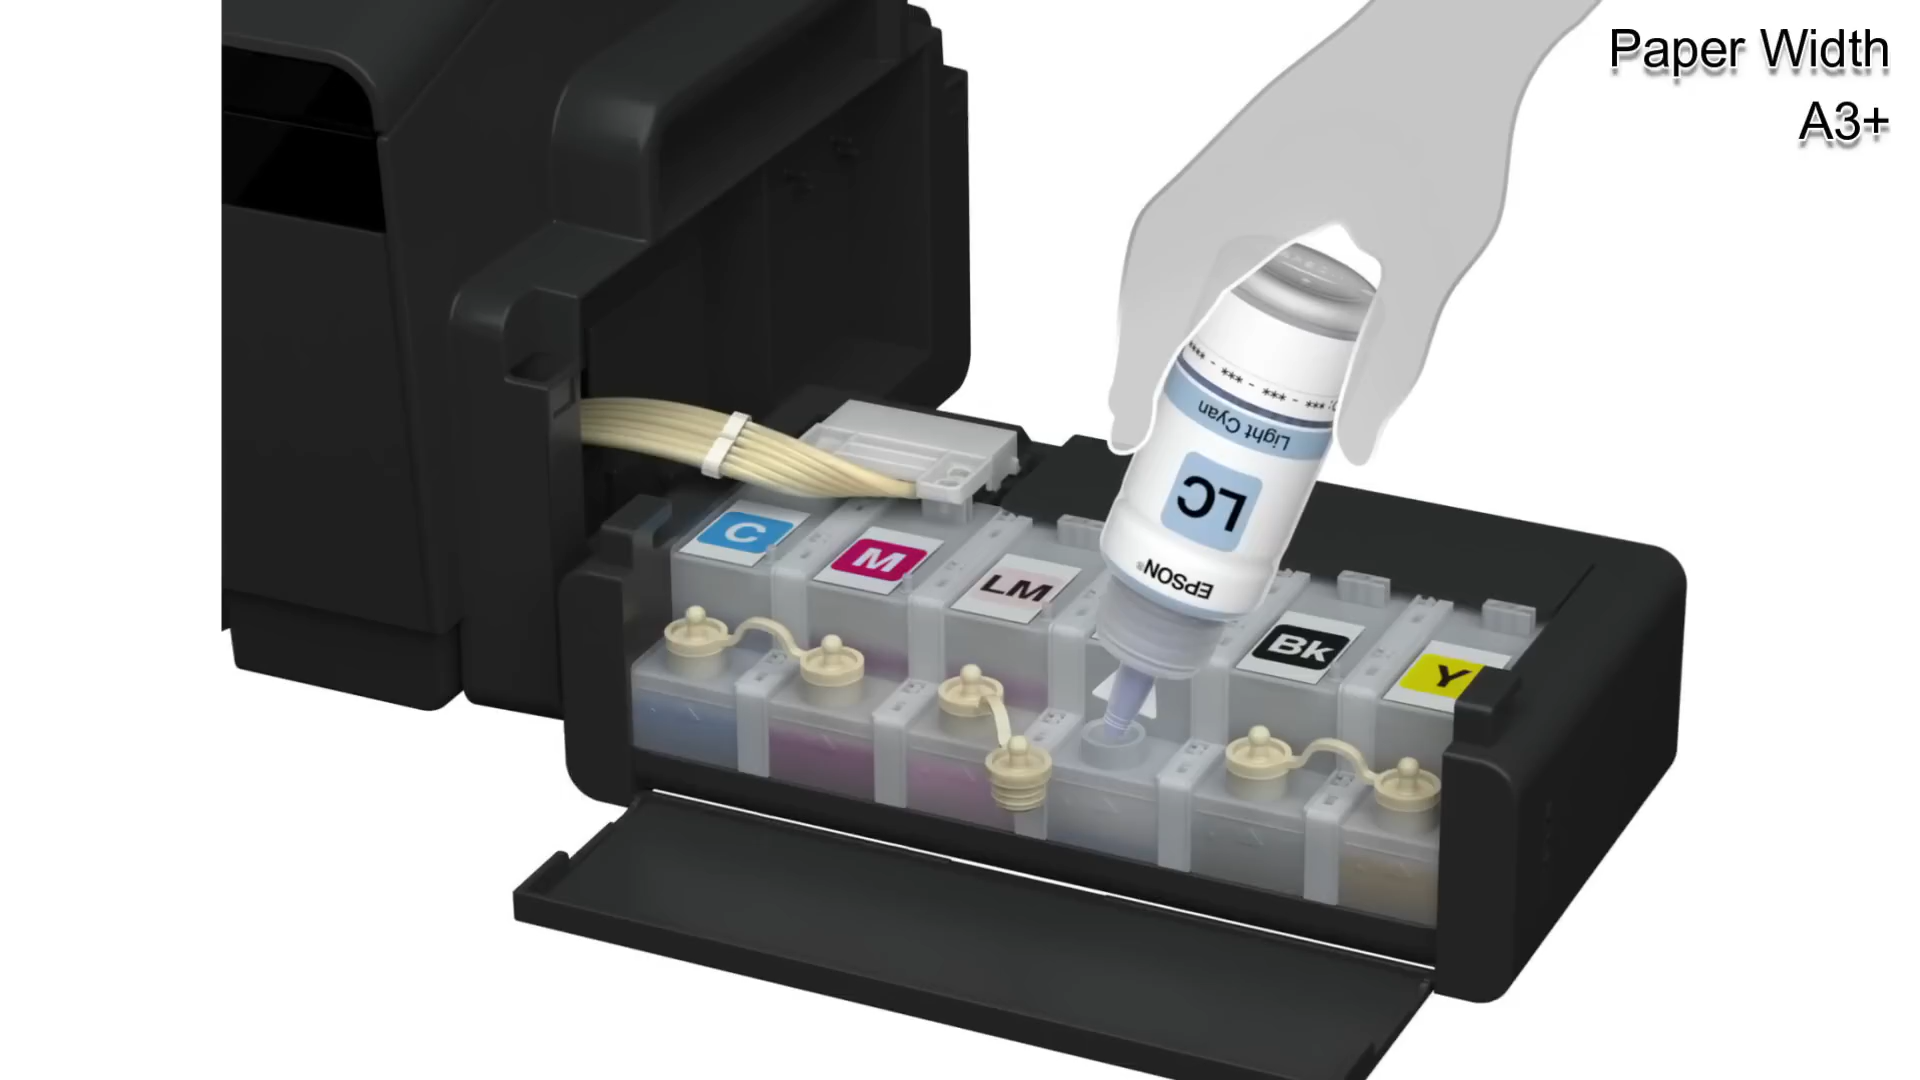 Paper Width
A3+
*** - *** - *** - ***
Light Cyan
LC
EPSON®
C
M
LM
Bk
Y